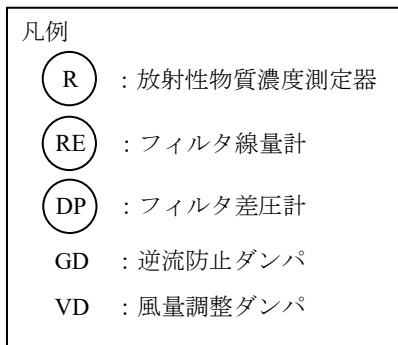 凡例
R ：放射性物質濃度測定器
RE ：フィルタ線量計
DP ：フィルタ差圧計
GD ：逆流防止ダンパ
VD ：風量調整ダンパ